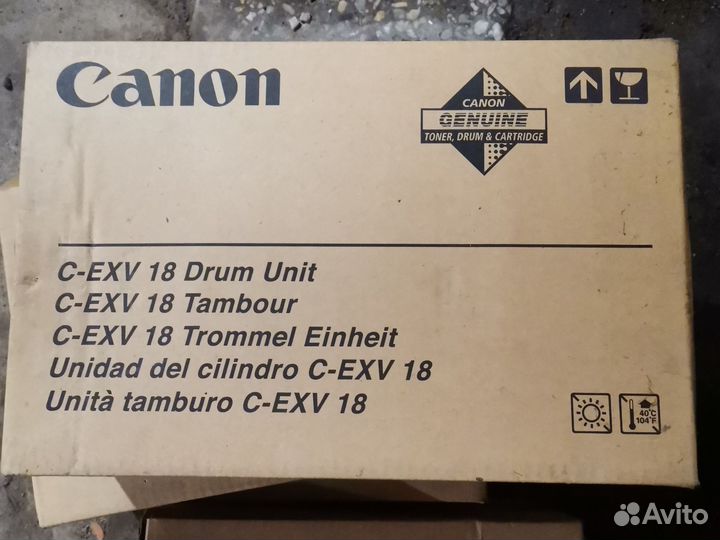 Canon
CANON
GENUINE
TONER, DRUM & CARTRIDGE
C-EXV 18 Drum Unit
C-EXV 18 Tambour
C-EXV 18 Trommel Einheit
Unidad del cilindro C-EXV 18
Unità tamburo C-EXV 18
40°C
104°F
Avito